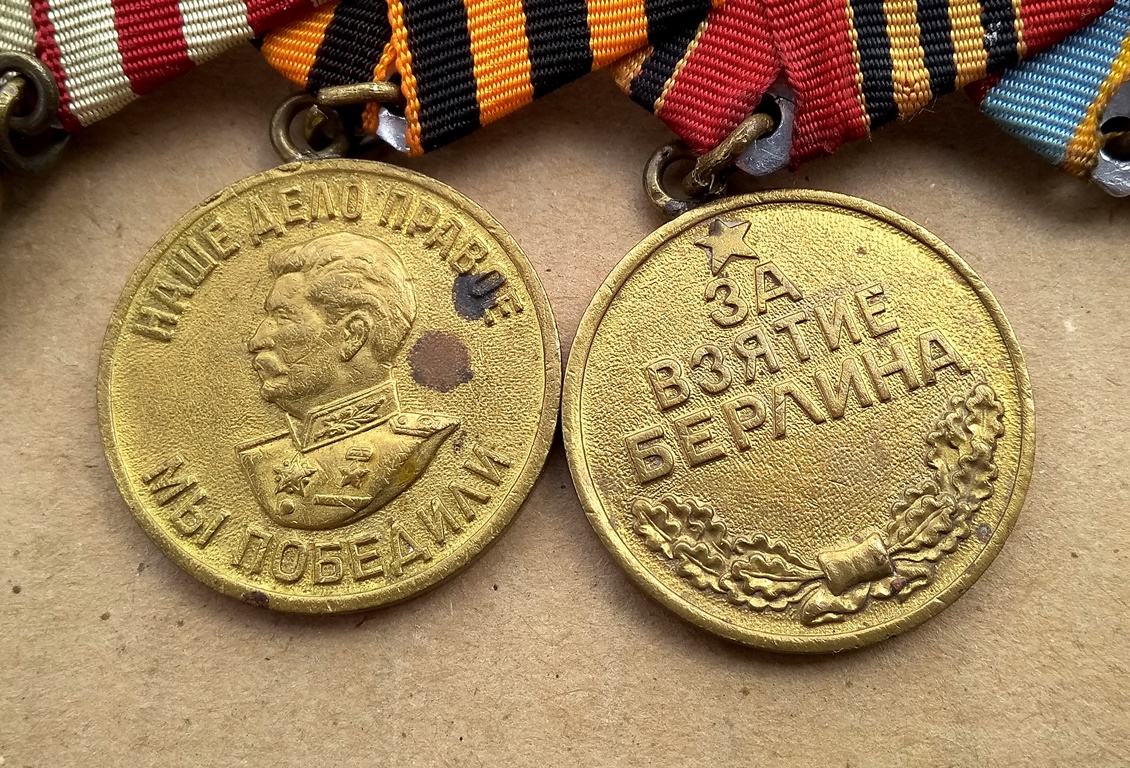 НАШЕ ДЕЛО ПРАВОЕ
МЫ ПОБЕДИЛИ
ЗА
ВЗЯТИЕ
БЕРЛИНА